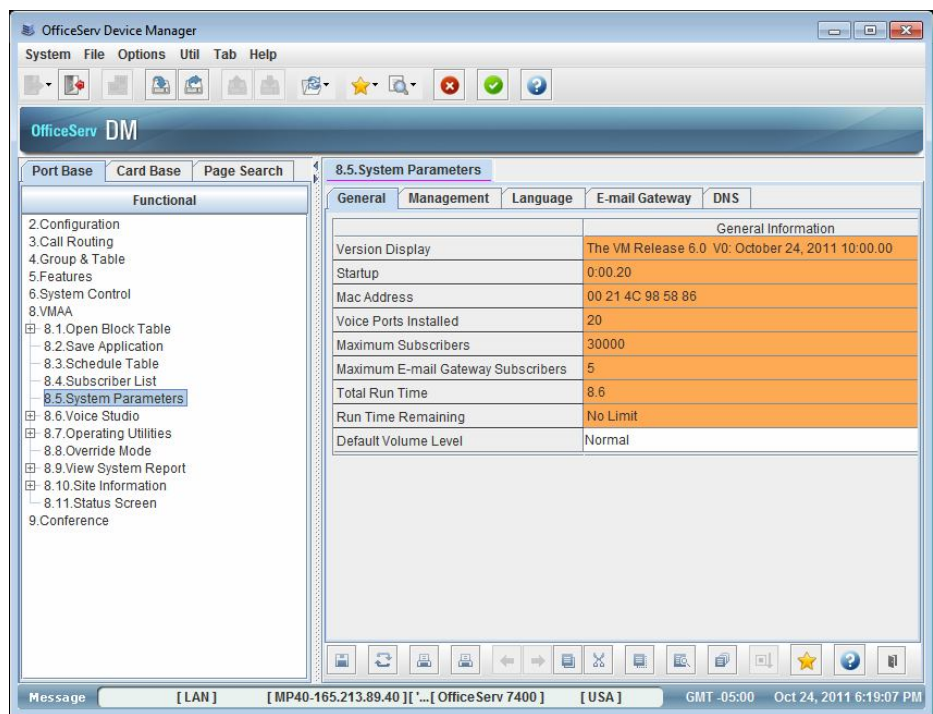 OfficeServ Device Manager
System File Options Util Tab Help
OfficeServ DM
Port Base Card Base Page Search
Functional
2.Configuration
3.Call Routing
4.Group & Table
5.Features
6.System Control
8.VMAA
8.1.Open Block Table
8.2.Save Application
8.3.Schedule Table
8.4.Subscriber List
8.5.System Parameters
8.6.Voice Studio
8.7.Operating Utilities
8.8.Override Mode
8.9.View System Report
8.10.Site Information
8.11.Status Screen
9.Conference
8.5.System Parameters
General Management Language E-mail Gateway DNS
General Information
Version Display The VM Release 6.0 V0: October 24, 2011 10:00.00
Startup 0:00.20
Mac Address 00 21 4C 98 58 86
Voice Ports Installed 20
Maximum Subscribers 30000
Maximum E-mail Gateway Subscribers 5
Total Run Time 8.6
Run Time Remaining No Limit
Default Volume Level Normal
Message [LAN] [MP40-165.213.89.40][ '...[OfficeServ 7400] [USA] GMT -05:00 Oct 24, 2011 6:19:07 PM